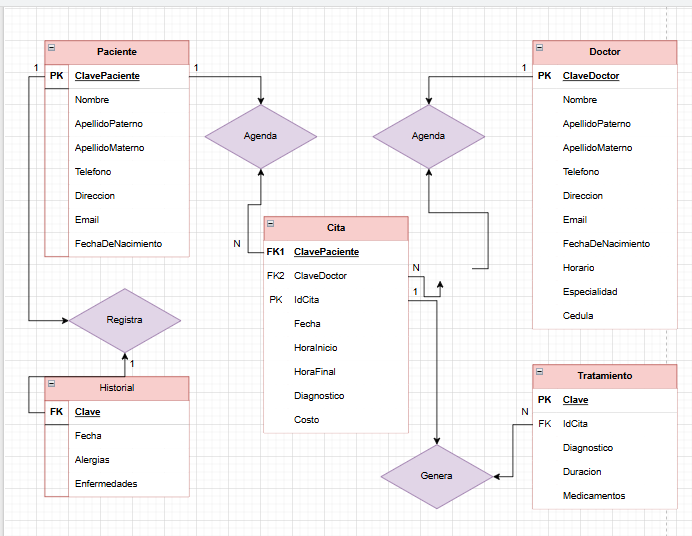 Paciente
1
PK ClavePaciente
1
Nombre
ApellidoPaterno
ApellidoMaterno
Telefono
Direccion
Email
FechaDeNacimiento
Agenda
Agenda
Doctor
1
PK ClaveDoctor
Nombre
ApellidoPaterno
ApellidoMaterno
Telefono
Direccion
Email
FechaDeNacimiento
Horario
Especialidad
Cedula
Cita
N
FK1 ClavePaciente
FK2 ClaveDoctor
N
PK IdCita
1
Fecha
HoraInicio
HoraFinal
Diagnostico
Costo
Registra
1
Historial
FK Clave
Fecha
Alergias
Enfermedades
Genera
Tratamiento
PK Clave
N
FK IdCita
Diagnostico
Duracion
Medicamentos